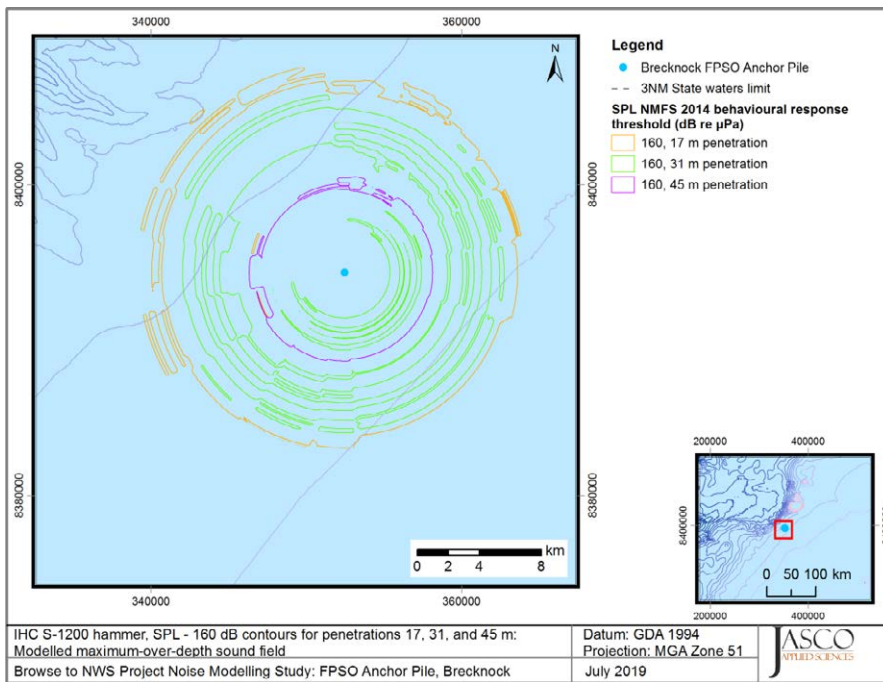 340000
360000
N
8400000
8400000
8380000
8380000
0 2 4 8
km
Legend
Brecknock FPSO Anchor Pile
3NM State waters limit
SPL NMFS 2014 behavioural response
threshold (dB re µPa)
160, 17 m penetration
160, 31 m penetration
160, 45 m penetration
200000
400000
8400000
8400000
0 50 100 km
200000
400000
IHC S-1200 hammer, SPL - 160 dB contours for penetrations 17, 31, and 45 m:
Modelled maximum-over-depth sound field
Browse to NWS Project Noise Modelling Study: FPSO Anchor Pile, Brecknock
Datum: GDA 1994
Projection: MGA Zone 51
July 2019
JASCO
APPLIED SCIENCES